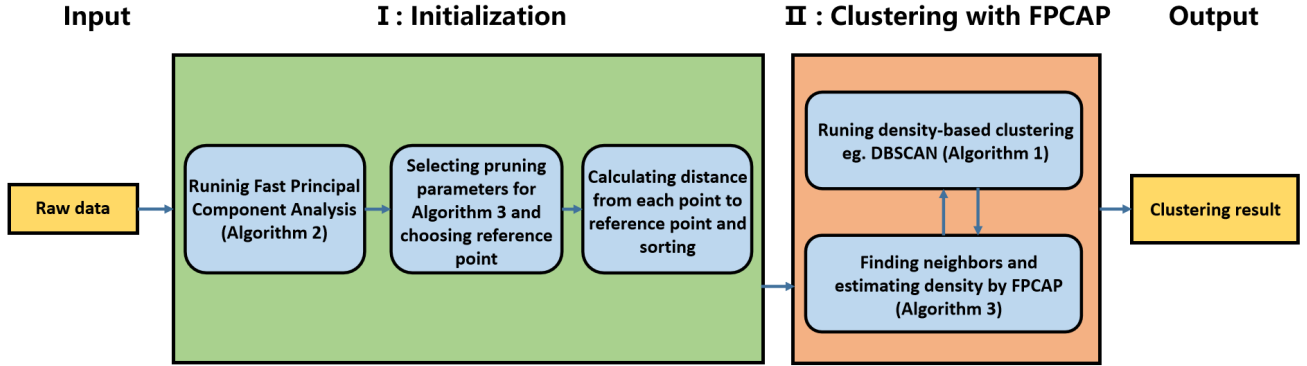 Input
Ⅰ : Initialization
Ⅱ : Clustering with FPCAP
Output
Raw data
Runinig Fast Principal
Component Analysis
(Algorithm 2)
Selecting pruning
parameters for
Algorithm 3 and
choosing reference
point
Calculating distance
from each point to
reference point and
sorting
Runing density-based clustering
eg. DBSCAN (Algorithm 1)
Finding neighbors and
estimating density by FPCAP
(Algorithm 3)
Clustering result